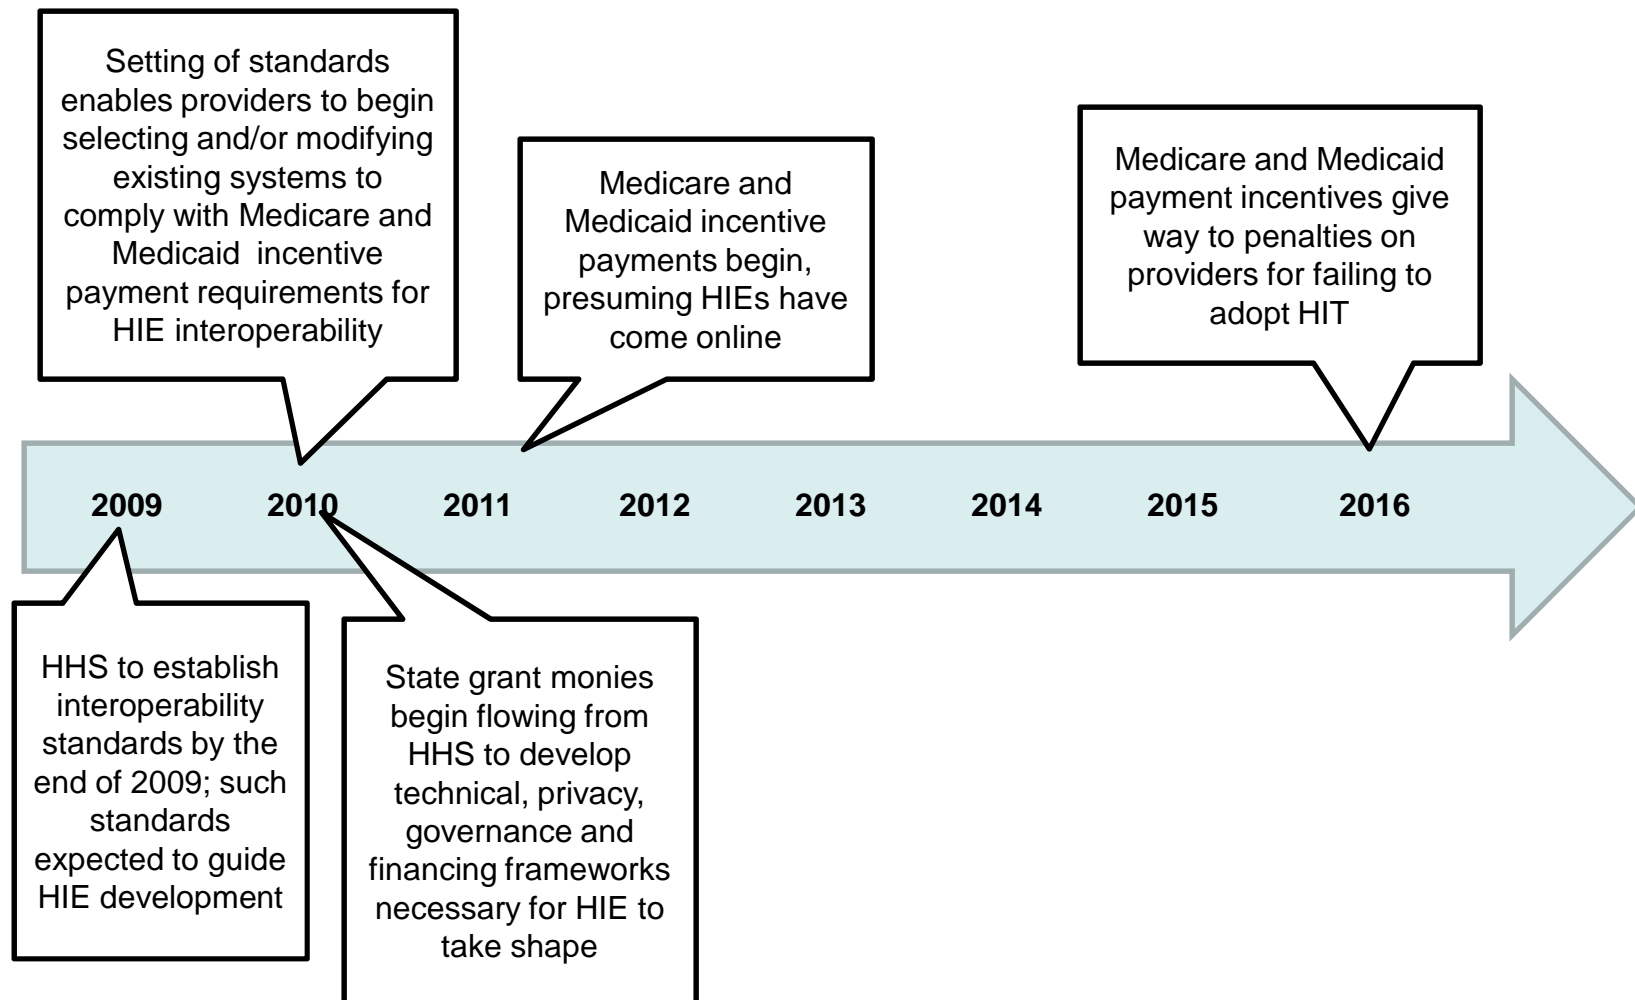 Setting of standards
enables providers to begin
selecting and/or modifying
existing systems to
comply with Medicare and
Medicaid  incentive
payment requirements for
HIE interoperability
Medicare and
Medicaid incentive
payments begin,
presuming HIEs have
come online
Medicare and Medicaid
payment incentives give
way to penalties on
providers for failing to
adopt HIT
2009 2010 2011 2012 2013 2014 2015 2016
HHS to establish
interoperability
standards by the
end of 2009; such
standards
expected to guide
HIE development
State grant monies
begin flowing from
HHS to develop
technical, privacy,
governance and
financing frameworks
necessary for HIE to
take shape